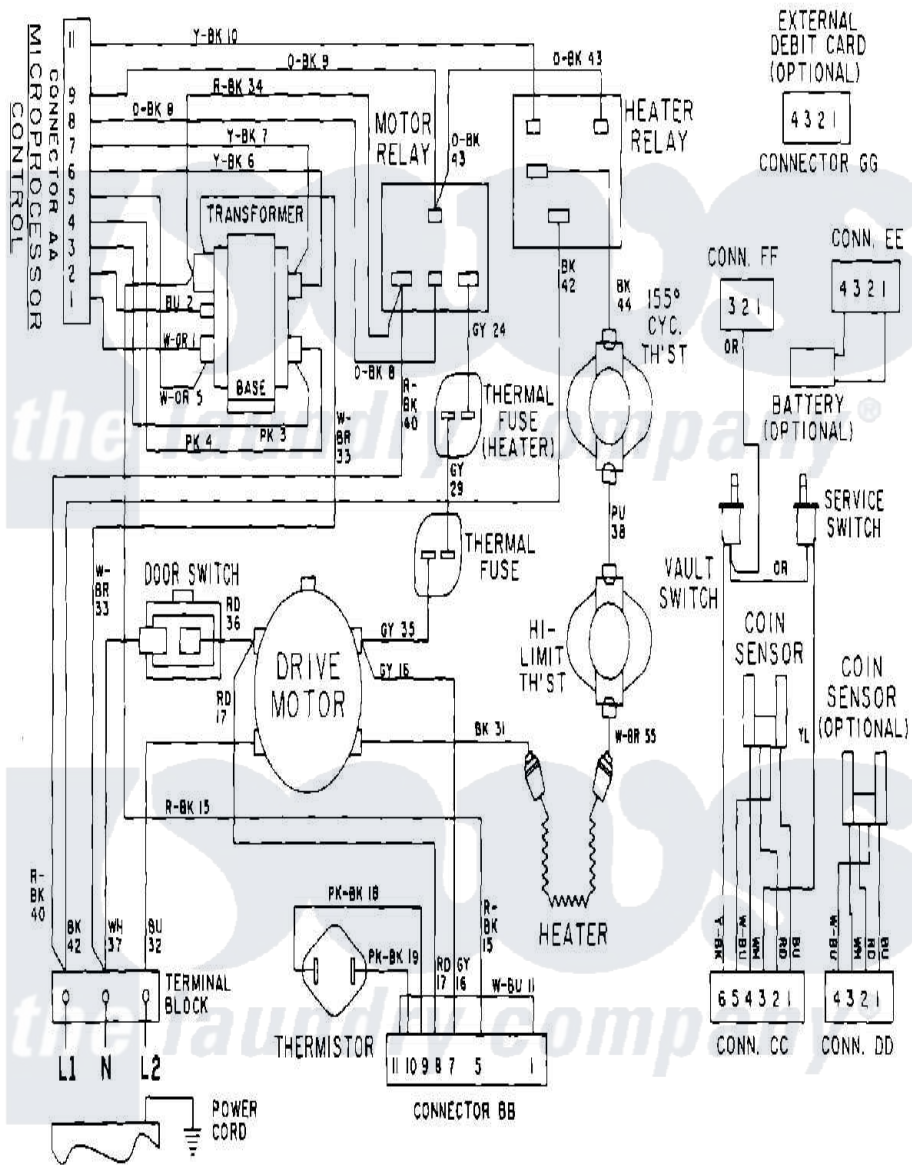 11
9
8
7
6
5
4
3
2
1
CONNECTOR AA
MICROPROCESSOR
CONTROL
Y-BK 10
O-BK 9
R-BK 34
O-BK 8
Y-BK 7
Y-BK 6
TRANSFORMER
BU 2
W-OR 1
W-OR 5
BASE
PK 4
PK 3
W-
BR
33
MOTOR
RELAY
O-BK
43
O-BK 43
HEATER
RELAY
EXTERNAL
DEBIT CARD
(OPTIONAL)
4 3 2 1
CONNECTOR GG
GY 24
O-BK 8
R-
BK
40
BK
42
BK
44
155°
CYC.
TH'ST
CONN. FF
3 2 1
OR
CONN. EE
4 3 2 1
BATTERY
(OPTIONAL)
THERMAL
FUSE
(HEATER)
GY
29
THERMAL
FUSE
PU
38
SERVICE
SWITCH
OR
VAULT
SWITCH
W-
BR
33
DOOR SWITCH
RD
36
GY 35
GY 16
DRIVE
MOTOR
RD
17
HI-
LIMIT
TH'ST
COIN
SENSOR
COIN
SENSOR
(OPTIONAL)
YL
BK 31
W-BR 55
R-BK 15
HEATER
R-
BK
40
BK
42
WH
37
BU
32
TERMINAL
BLOCK
L1 N L2
POWER
CORD
PK-BK 18
PK-BK 19
THERMISTOR
RD
17
GY
16
R-
BK
15
W-BU 11
11 10 9 8 7 5 1
CONNECTOR BB
Y-BK
W-BU
WH
RD
BU
6 5 4 3 2 1
CONN. CC
W-BU
WH
RD
BU
4 3 2 1
CONN. DD
the laundry company®
the laundry company®